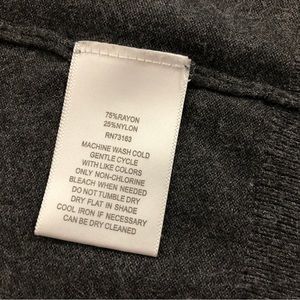 75%RAYON
25%NYLON
RN73163
MACHINE WASH COLD
GENTLE CYCLE
WITH LIKE COLORS
ONLY NON-CHLORINE
BLEACH WHEN NEEDED
DO NOT TUMBLE DRY
DRY FLAT IN SHADE
COOL IRON IF NECESSARY
CAN BE DRY CLEANED